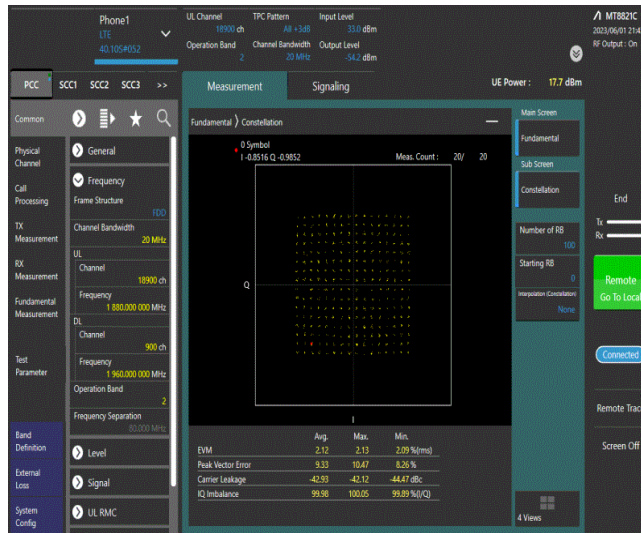 Phone1
LTE
40.10S#052
UL Channel TPC Pattern Input Level
18900 ch All +3dB 33.0 dBm
Operation Band Channel Bandwidth Output Level
2 20 MHz -54.2 dBm
MT8821C
2023/06/01 21:42
RF Output : On
PCC SCC1 SCC2 SCC3 >>
Measurement Signaling UE Power : 17.7 dBm
Common
Physical
Channel
Call
Processing
TX
Measurement
RX
Measurement
Fundamental
Measurement
Test
Parameter
Band
Definition
External
Loss
System
Config
General
Frequency
Frame Structure
FDD
Channel Bandwidth
20 MHz
UL
Channel
18900 ch
Frequency
1 880.000 000 MHz
DL
Channel
900 ch
Frequency
1 960.000 000 MHz
Operation Band
2
Frequency Separation
80.000 MHz
Level
Signal
UL RMC
Fundamental Constellation
0 Symbol
I -0.8516 Q -0.9852 Meas. Count : 20/ 20
Q
I
Avg. Max. Min.
EVM 2.12 2.13 2.09 %(rms)
Peak Vector Error 9.33 10.47 8.26 %
Carrier Leakage -42.93 -42.12 -44.47 dBc
IQ Imbalance 99.98 100.05 99.89 %(I/Q)
Main Screen
Fundamental
Sub Screen
Constellation
Number of RB
100
Starting RB
0
Interpolation (Constellation)
None
4 Views
End
Tx
Rx
Remote
Go To Local
Connected
Remote Trac
Screen Off